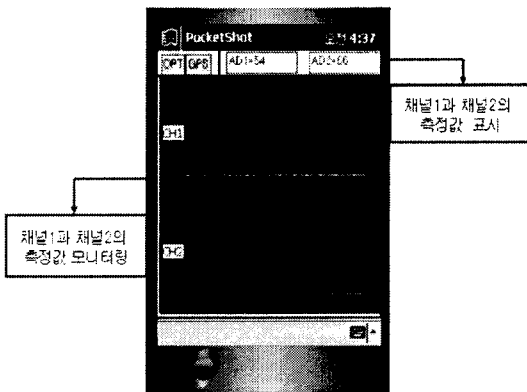 PocketShot
오전 4:37
OPT GPS AD1=54 AD2=66
CH1
CH2
채널1과 채널2의
측정값 표시
채널1과 채널2의
측정값 모니터링